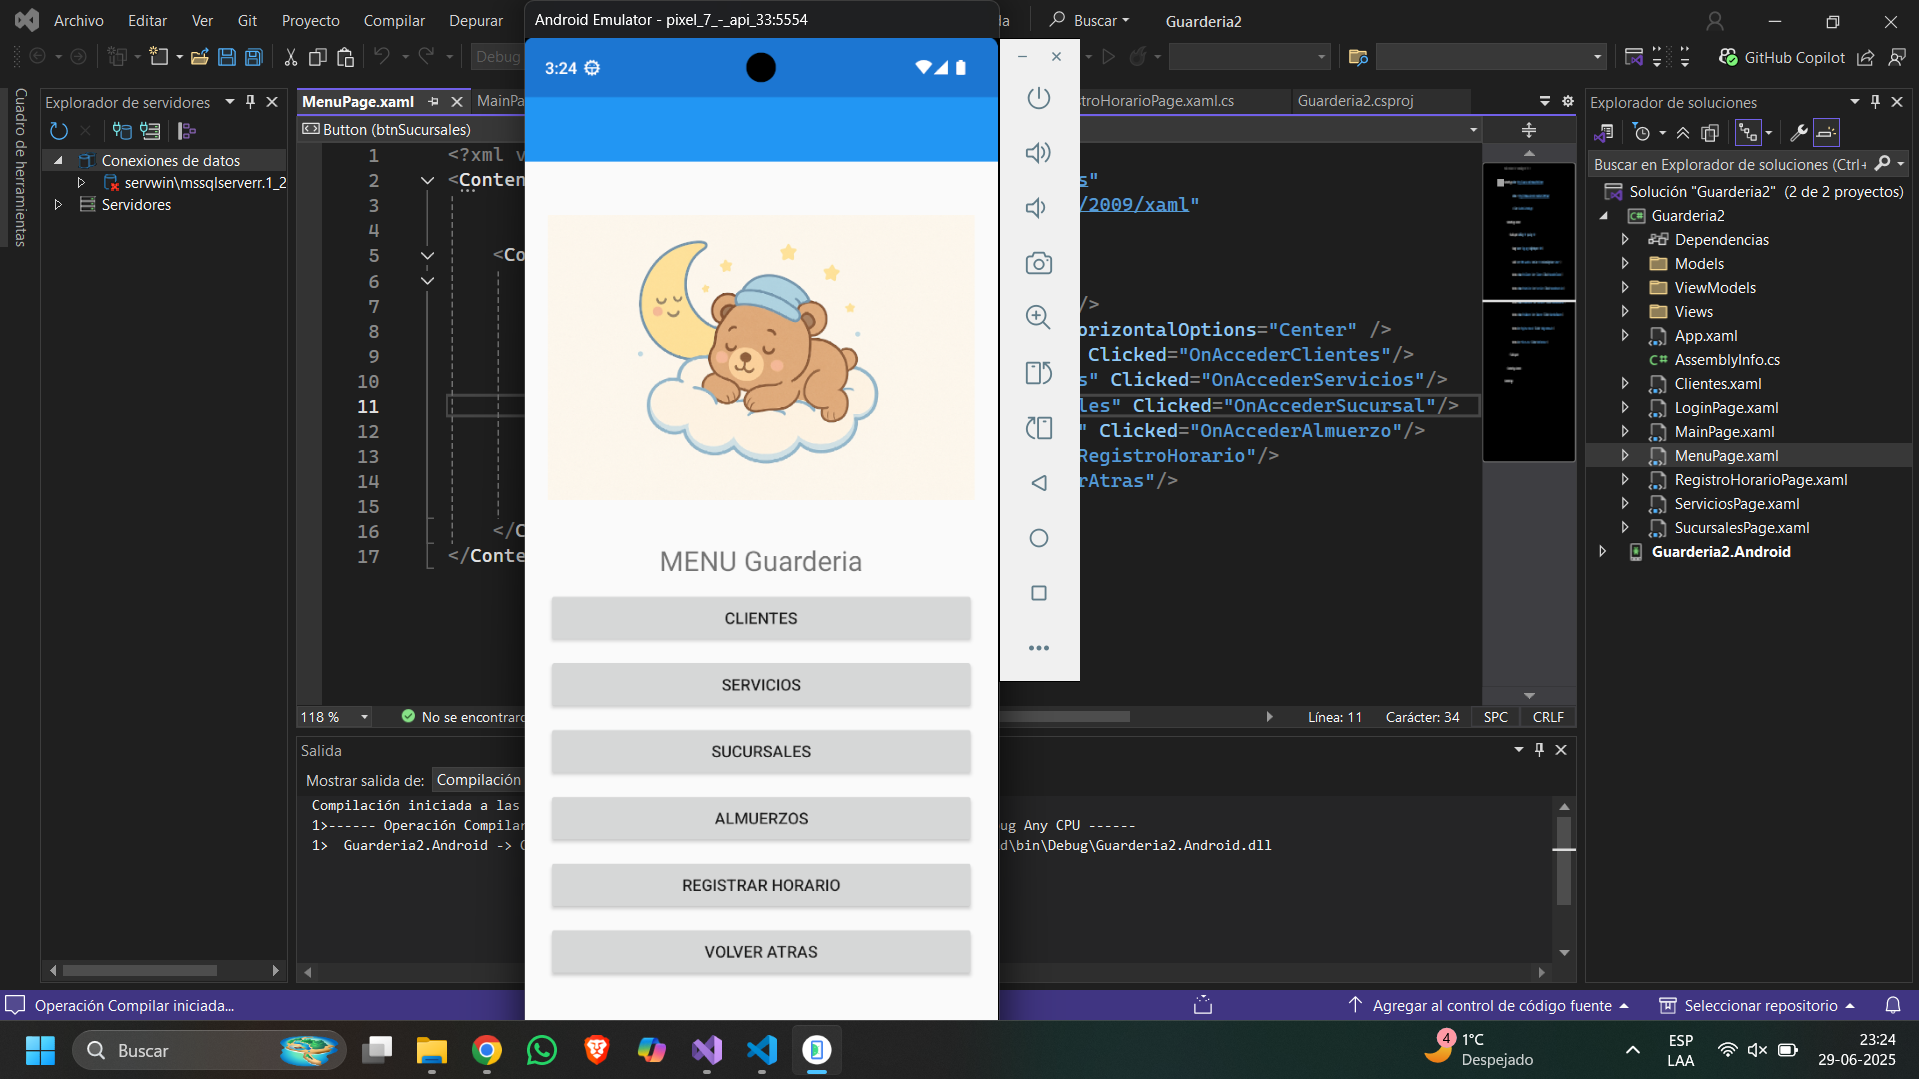 Archivo Editar Ver Git Proyecto Compilar Depurar
Android Emulator - pixel_7_-_api_33:5554
da
Buscar
Guarderia2
Debug
GitHub Copilot
3:24
Cuadro de herramientas
Explorador de servidores
Conexiones de datos
servwin\mssqlserverr.1_2
Servidores
MenuPage.xaml
MainPa
troHorarioPage.xaml.cs
Guarderia2.csproj
Button (btnSucursales)
1 <?xml v
2 <Conten s"
3 /2009/xaml"
4
5 <Co
6
7 />
8 orizontalOptions="Center" />
9 Clicked="OnAccederClientes"/>
10 s" Clicked="OnAccederServicios"/>
11 les" Clicked="OnAccederSucursal"/>
12 " Clicked="OnAccederAlmuerzo"/>
13 RegistroHorario"/>
14 rAtras"/>
15
16 </C
17 </Conte
MENU Guarderia
CLIENTES
SERVICIOS
SUCURSALES
ALMUERZOS
REGISTRAR HORARIO
VOLVER ATRAS
118 %
No se encontraro
Línea: 11 Carácter: 34 SPC CRLF
Salida
Mostrar salida de: Compilación
Compilación iniciada a las
1>------ Operación Compilar ug Any CPU ------
1> Guarderia2.Android -> d\bin\Debug\Guarderia2.Android.dll
Explorador de soluciones
Buscar en Explorador de soluciones (Ctrl+
Solución "Guarderia2" (2 de 2 proyectos)
Guarderia2
Dependencias
Models
ViewModels
Views
App.xaml
C# AssemblyInfo.cs
Clientes.xaml
LoginPage.xaml
MainPage.xaml
MenuPage.xaml
RegistroHorarioPage.xaml
ServiciosPage.xaml
SucursalesPage.xaml
Guarderia2.Android
Operación Compilar iniciada...
Agregar al control de código fuente
Seleccionar repositorio
Buscar
4
1°C
Despejado
ESP
LAA
23:24
29-06-2025